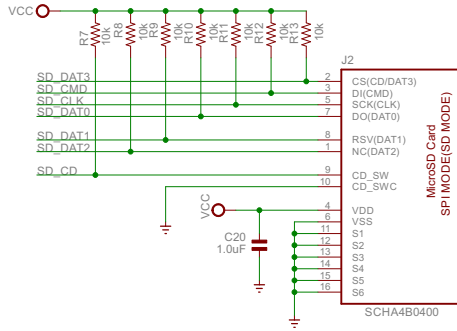 VCC
R7
10k
R8
10k
R9
10k
R10
10k
R11
10k
R12
10k
R13
10k
J2
SD_DAT3
2
CS(CD/DAT3)
SD_CMD
3
DI(CMD)
SD_CLK
5
SCK(CLK)
SD_DAT0
7
DO(DAT0)
SD_DAT1
8
RSV(DAT1)
SD_DAT2
1
NC(DAT2)
SD_CD
9
CD_SW
10
CD_SWC
MicroSD Card
SPI MODE(SD MODE)
VCC
4
VDD
6
VSS
11
S1
C20
1.0uF
12
S2
13
S3
14
S4
15
S5
16
S6
SCHA4B0400